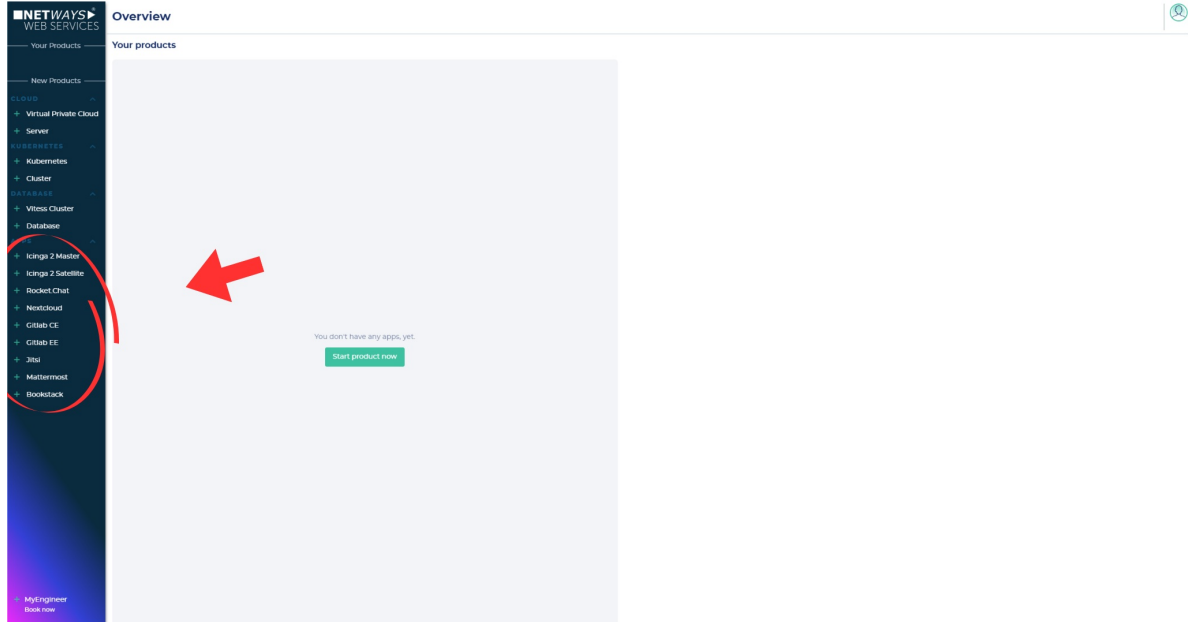 NETWAYS
WEB SERVICES
Overview
Your Products
Your products
New Products
CLOUD
+ Virtual Private Cloud
+ Server
KUBERNETES
+ Kubernetes
+ Cluster
DATABASE
+ Vitess Cluster
+ Database
+ Icinga 2 Master
+ Icinga 2 Satellite
+ Rocket.Chat
+ Nextcloud
+ Gitlab CE
+ Gitlab EE
+ Jitsi
+ Mattermost
+ Bookstack
You don't have any apps, yet.
Start product now
+ MyEngineer
Book now